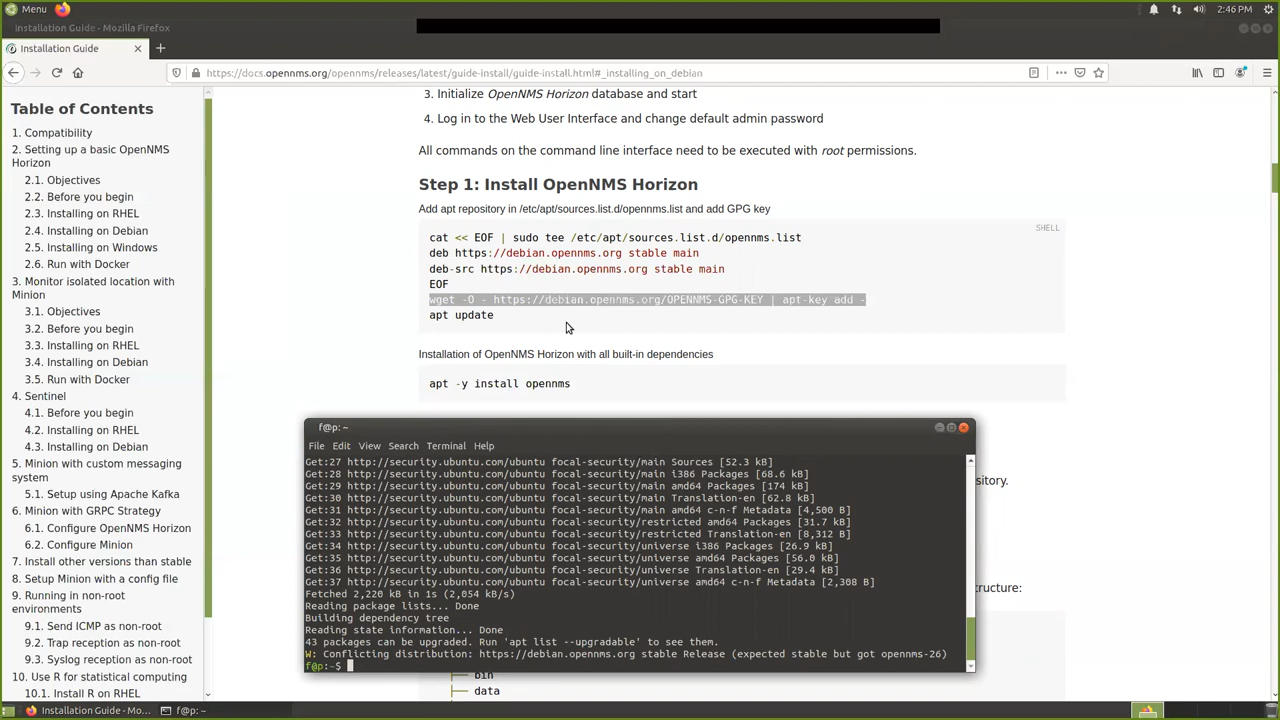 Menu
2:46 PM
Installation Guide - Mozilla Firefox
Installation Guide
https://docs.opennms.org/opennms/releases/latest/guide-install/guide-install.html#_installing_on_debian
Table of Contents
1. Compatibility
2. Setting up a basic OpenNMS
Horizon
2.1. Objectives
2.2. Before you begin
2.3. Installing on RHEL
2.4. Installing on Debian
2.5. Installing on Windows
2.6. Run with Docker
3. Monitor isolated location with
Minion
3.1. Objectives
3.2. Before you begin
3.3. Installing on RHEL
3.4. Installing on Debian
3.5. Run with Docker
4. Sentinel
4.1. Before you begin
4.2. Installing on RHEL
4.3. Installing on Debian
5. Minion with custom messaging
system
5.1. Setup using Apache Kafka
6. Minion with GRPC Strategy
6.1. Configure OpenNMS Horizon
6.2. Configure Minion
7. Install other versions than stable
8. Setup Minion with a config file
9. Running in non-root
environments
9.1. Send ICMP as non-root
9.2. Trap reception as non-root
9.3. Syslog reception as non-root
10. Use R for statistical computing
10.1. Install R on RHEL
3. Initialize OpenNMS Horizon database and start
4. Log in to the Web User Interface and change default admin password
All commands on the command line interface need to be executed with root permissions.
Step 1: Install OpenNMS Horizon
Add apt repository in /etc/apt/sources.list.d/opennms.list and add GPG key
SHELL
cat << EOF | sudo tee /etc/apt/sources.list.d/opennms.list
deb https://debian.opennms.org stable main
deb-src https://debian.opennms.org stable main
EOF
wget -O - https://debian.opennms.org/OPENNMS-GPG-KEY | apt-key add -
apt update
Installation of OpenNMS Horizon with all built-in dependencies
apt -y install opennms
f@p: ~
File Edit View Search Terminal Help
Get:27 http://security.ubuntu.com/ubuntu focal-security/main Sources [52.3 kB]
Get:28 http://security.ubuntu.com/ubuntu focal-security/main i386 Packages [68.6 kB]
Get:29 http://security.ubuntu.com/ubuntu focal-security/main amd64 Packages [174 kB]
Get:30 http://security.ubuntu.com/ubuntu focal-security/main Translation-en [62.8 kB]
Get:31 http://security.ubuntu.com/ubuntu focal-security/main amd64 c-n-f Metadata [4,500 B]
Get:32 http://security.ubuntu.com/ubuntu focal-security/restricted amd64 Packages [31.7 kB]
Get:33 http://security.ubuntu.com/ubuntu focal-security/restricted Translation-en [8,312 B]
Get:34 http://security.ubuntu.com/ubuntu focal-security/universe i386 Packages [26.9 kB]
Get:35 http://security.ubuntu.com/ubuntu focal-security/universe amd64 Packages [56.0 kB]
Get:36 http://security.ubuntu.com/ubuntu focal-security/universe Translation-en [29.4 kB]
Get:37 http://security.ubuntu.com/ubuntu focal-security/universe amd64 c-n-f Metadata [2,308 B]
Fetched 2,220 kB in 1s (2,054 kB/s)
Reading package lists... Done
Building dependency tree
Reading state information... Done
43 packages can be upgraded. Run 'apt list --upgradable' to see them.
W: Conflicting distribution: https://debian.opennms.org stable Release (expected stable but got opennms-26)
f@p:~$
ository.
ructure:
bin
data
Installation Guide - Mo...
f@p: ~